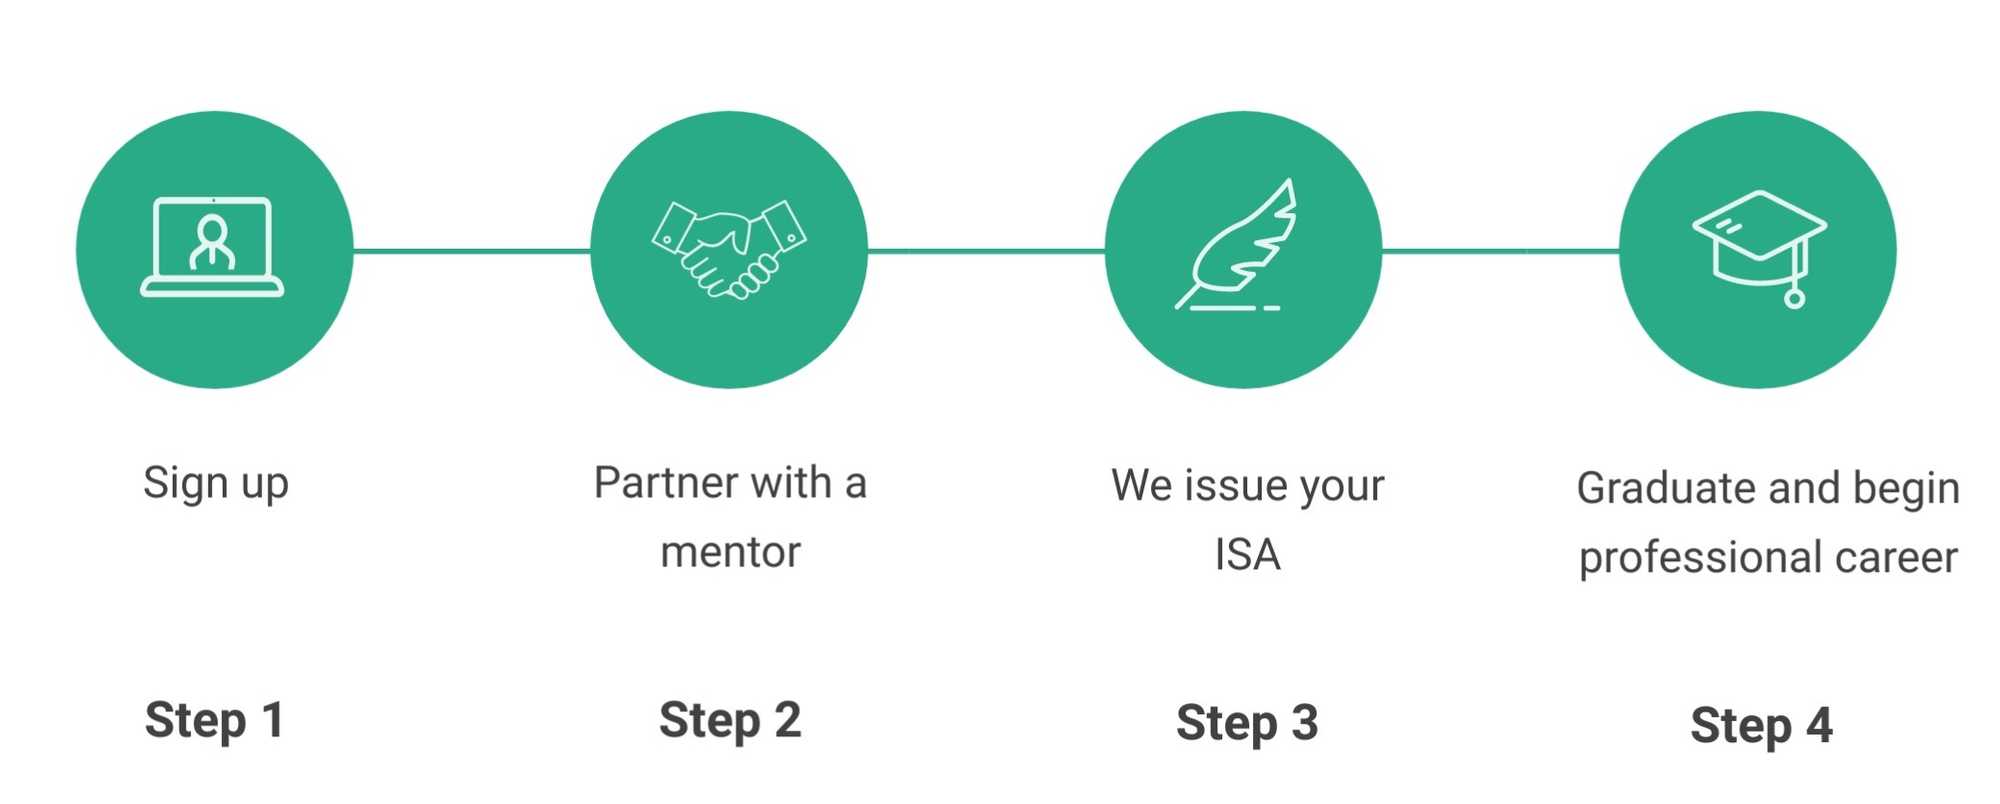 Sign up
Partner with a
mentor
We issue your
ISA
Graduate and begin
professional career
Step 1
Step 2
Step 3
Step 4